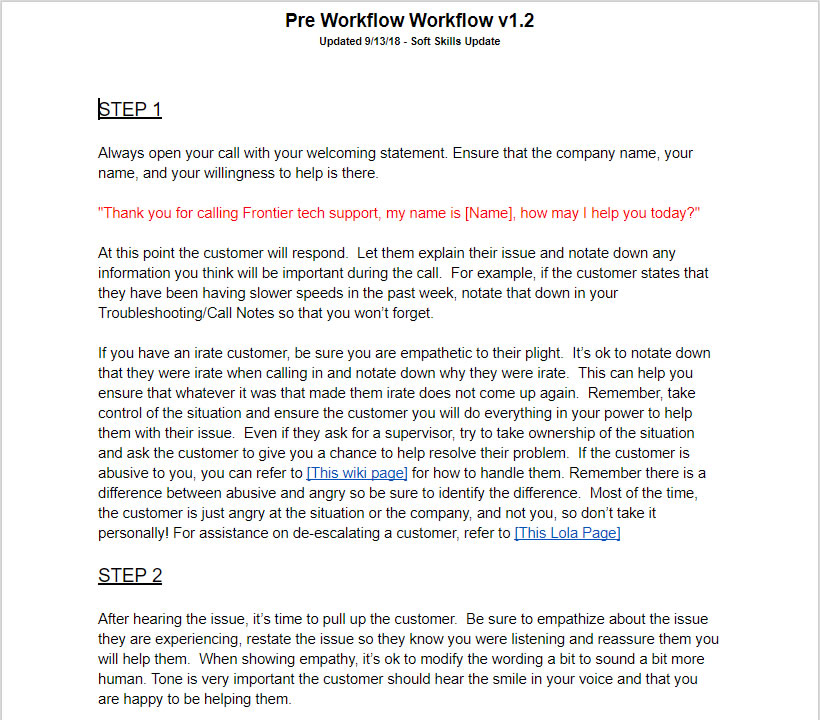 Pre Workflow Workflow v1.2
Updated 9/13/18 - Soft Skills Update
STEP 1
Always open your call with your welcoming statement. Ensure that the company name, your
name, and your willingness to help is there.
"Thank you for calling Frontier tech support, my name is [Name], how may I help you today?"
At this point the customer will respond.  Let them explain their issue and notate down any
information you think will be important during the call.  For example, if the customer states that
they have been having slower speeds in the past week, notate that down in your
Troubleshooting/Call Notes so that you won't forget.
If you have an irate customer, be sure you are empathetic to their plight.  It's ok to notate down
that they were irate when calling in and notate down why they were irate.  This can help you
ensure that whatever it was that made them irate does not come up again.  Remember, take
control of the situation and ensure the customer you will do everything in your power to help
them with their issue.  Even if they ask for a supervisor, try to take ownership of the situation
and ask the customer to give you a chance to help resolve their problem.  If the customer is
abusive to you, you can refer to [This wiki page] for how to handle them. Remember there is a
difference between abusive and angry so be sure to identify the difference.  Most of the time,
the customer is just angry at the situation or the company, and not you, so don't take it
personally! For assistance on de-escalating a customer, refer to [This Lola Page]
STEP 2
After hearing the issue, it's time to pull up the customer.  Be sure to empathize about the issue
they are experiencing, restate the issue so they know you were listening and reassure them you
will help them.  When showing empathy, it's ok to modify the wording a bit to sound a bit more
human. Tone is very important the customer should hear the smile in your voice and that you
are happy to be helping them.